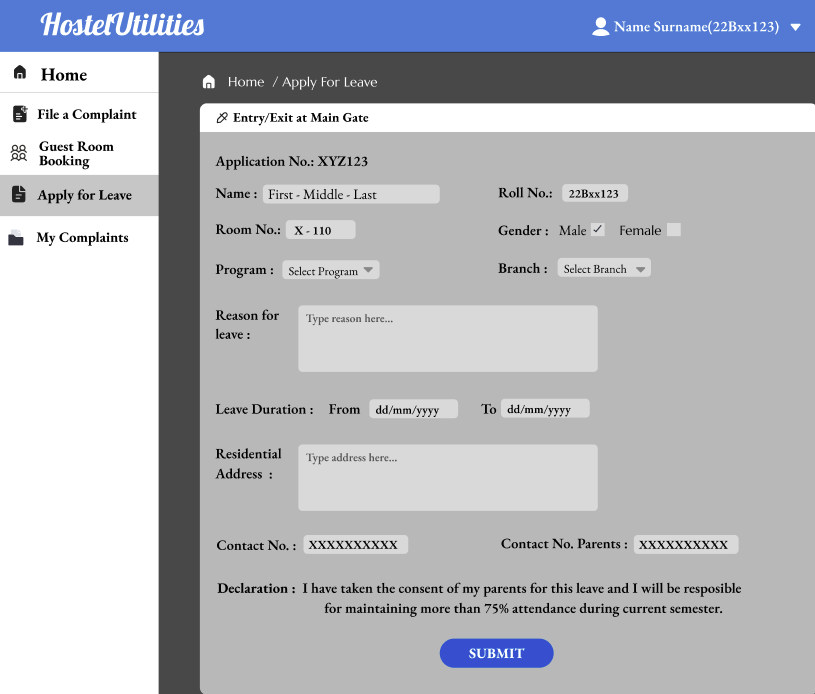 HostelUtilities
Name Surname(22Bxx123)
Home
File a Complaint
Guest Room
Booking
Apply for Leave
My Complaints
Home / Apply For Leave
Entry/Exit at Main Gate
Application No.: XYZ123
Name : First - Middle - Last
Roll No.: 22Bxx123
Room No.: X - 110
Gender : Male Female
Program : Select Program
Branch : Select Branch
Reason for
leave :
Type reason here...
Leave Duration : From dd/mm/yyyy To dd/mm/yyyy
Residential
Address :
Type address here...
Contact No. : XXXXXXXXXX
Contact No. Parents : XXXXXXXXXX
Declaration : I have taken the consent of my parents for this leave and I will be resposible
for maintaining more than 75% attendance during current semester.
SUBMIT